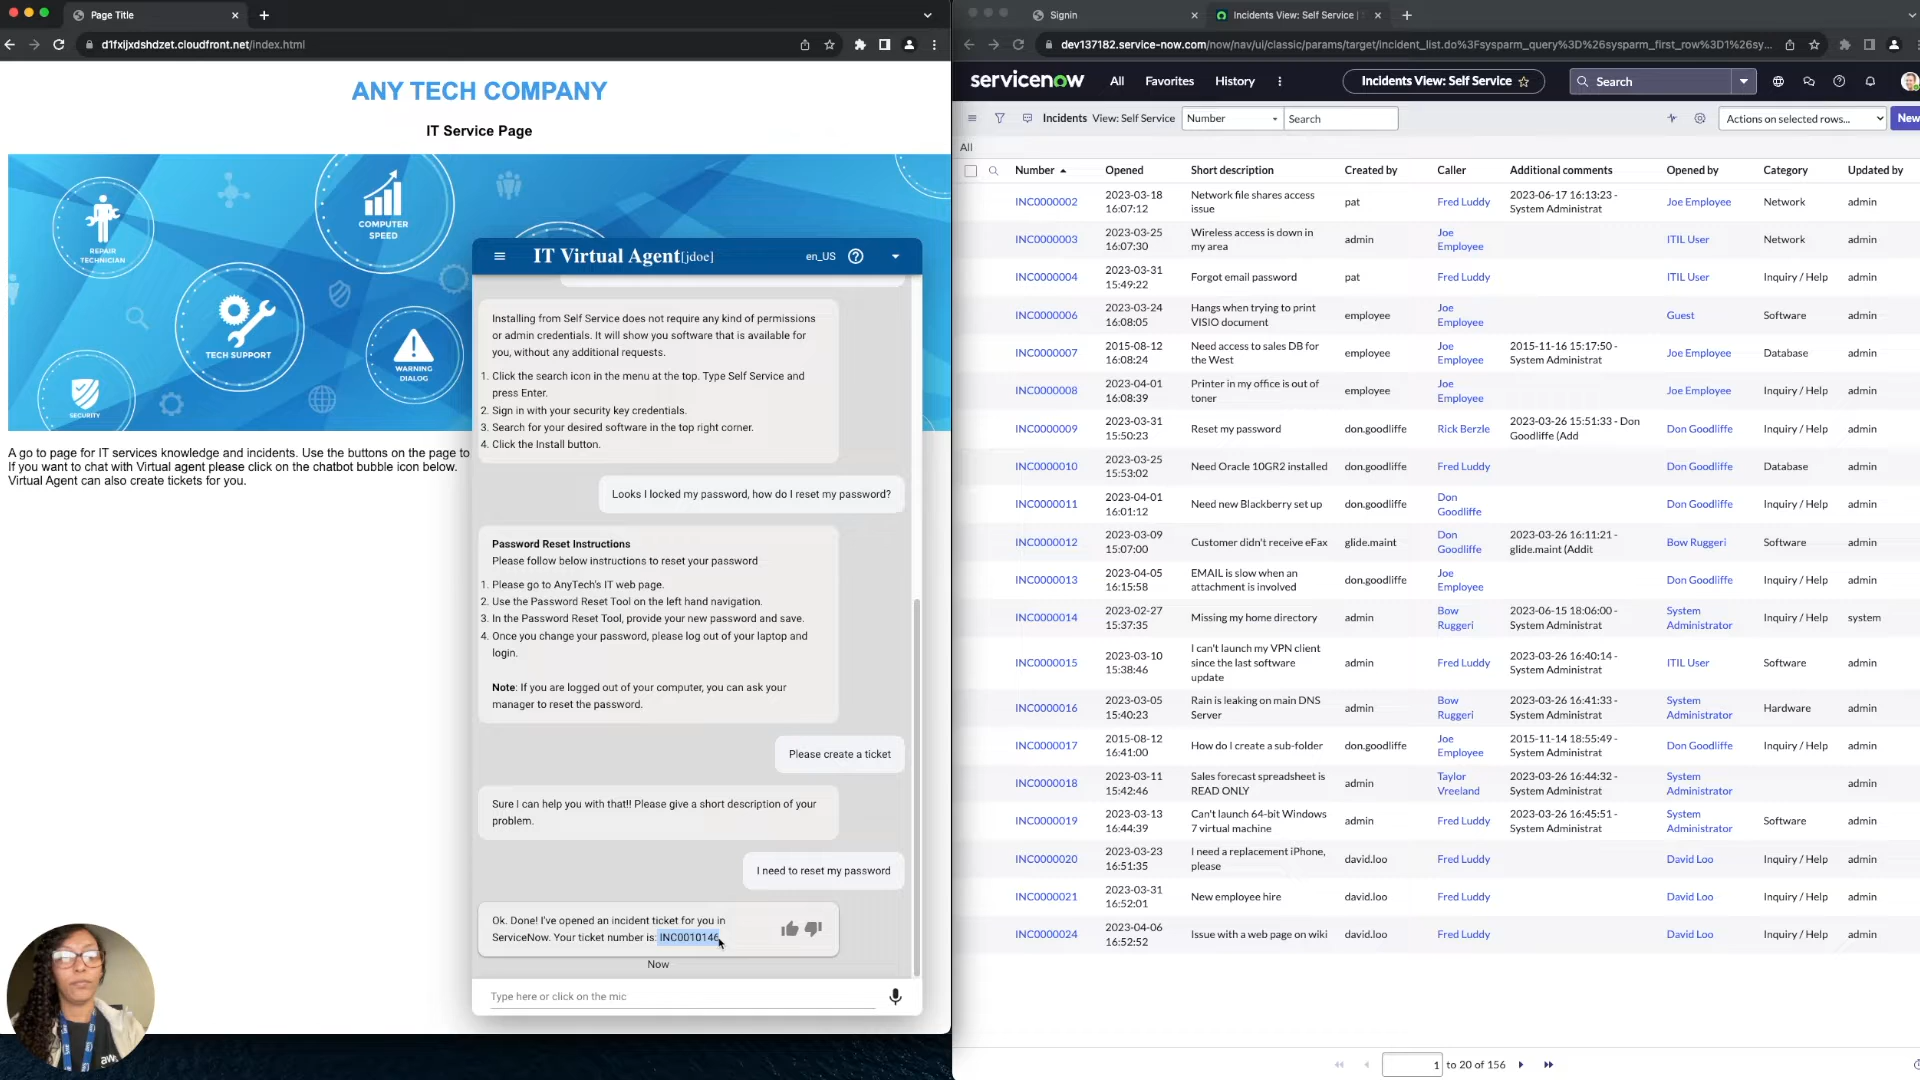 Page Title
d1fxijxdshdzet.cloudfront.net/index.html
ANY TECH COMPANY
IT Service Page
REPAIR
TECHNICIAN
COMPUTER
SPEED
TECH SUPPORT
WARNING
DIALOG
SECURITY
A go to page for IT services knowledge and incidents. Use the buttons on the page to
If you want to chat with Virtual agent please click on the chatbot bubble icon below.
Virtual Agent can also create tickets for you.
IT Virtual Agent[jdoe]
en_US
Installing from Self Service does not require any kind of permissions
or admin credentials. It will show you software that is available for
you, without any additional requests.
1. Click the search icon in the menu at the top. Type Self Service and
press Enter.
2. Sign in with your security key credentials.
3. Search for your desired software in the top right corner.
4. Click the Install button.
Looks I locked my password, how do I reset my password?
Password Reset Instructions
Please follow below instructions to reset your password
1. Please go to AnyTech's IT web page.
2. Use the Password Reset Tool on the left hand navigation.
3. In the Password Reset Tool, provide your new password and save.
4. Once you change your password, please log out of your laptop and
login.
Note: If you are logged out of your computer, you can ask your
manager to reset the password.
Please create a ticket
Sure I can help you with that!! Please give a short description of your
problem.
I need to reset my password
Ok. Done! I've opened an incident ticket for you in
ServiceNow. Your ticket number is: INC0010146
Now
Type here or click on the mic
aws
Signin
Incidents View: Self Service |
dev137182.service-now.com/now/nav/ui/classic/params/target/incident_list.do%3Fsysparm_query%3D%26sysparm_first_row%3D1%26sy...
servicenow All Favorites History Incidents View: Self Service Search
Incidents View: Self Service Number Search Actions on selected rows... New
All
Number Opened Short description Created by Caller Additional comments Opened by Category Updated by
INC0000002 2023-03-18 16:07:12 Network file shares access issue pat Fred Luddy 2023-06-17 16:13:23 - System Administrat Joe Employee Network admin
INC0000003 2023-03-25 16:07:30 Wireless access is down in my area admin Joe Employee ITIL User Network admin
INC0000004 2023-03-31 15:49:22 Forgot email password pat Fred Luddy ITIL User Inquiry / Help admin
INC0000006 2023-03-24 16:08:05 Hangs when trying to print VISIO document employee Joe Employee Guest Software admin
INC0000007 2015-08-12 16:08:24 Need access to sales DB for the West employee Joe Employee 2015-11-16 15:17:50 - System Administrat Joe Employee Database admin
INC0000008 2023-04-01 16:08:39 Printer in my office is out of toner employee Joe Employee Joe Employee Inquiry / Help admin
INC0000009 2023-03-31 15:50:23 Reset my password don.goodliffe Rick Berzle 2023-03-26 15:51:33 - Don Goodliffe (Add Don Goodliffe Inquiry / Help admin
INC0000010 2023-03-25 15:53:02 Need Oracle 10GR2 installed don.goodliffe Fred Luddy Don Goodliffe Database admin
INC0000011 2023-04-01 16:01:12 Need new Blackberry set up don.goodliffe Don Goodliffe Don Goodliffe Inquiry / Help admin
INC0000012 2023-03-09 15:07:00 Customer didn't receive eFax glide.maint Don Goodliffe 2023-03-26 16:11:21 - glide.maint (Addit Bow Ruggeri Software admin
INC0000013 2023-04-05 16:15:58 EMAIL is slow when an attachment is involved don.goodliffe Joe Employee Don Goodliffe Inquiry / Help admin
INC0000014 2023-02-27 15:37:35 Missing my home directory admin Bow Ruggeri 2023-06-15 18:06:00 - System Administrat System Administrator Inquiry / Help system
INC0000015 2023-03-10 15:38:46 I can't launch my VPN client since the last software update admin Fred Luddy 2023-03-26 16:40:14 - System Administrat ITIL User Software admin
INC0000016 2023-03-05 15:40:23 Rain is leaking on main DNS Server admin Bow Ruggeri 2023-03-26 16:41:33 - System Administrat System Administrator Hardware admin
INC0000017 2015-08-12 16:41:00 How do I create a sub-folder don.goodliffe Joe Employee 2015-11-14 18:55:49 - System Administrat Don Goodliffe Inquiry / Help admin
INC0000018 2023-03-11 15:42:46 Sales forecast spreadsheet is READ ONLY admin Taylor Vreeland 2023-03-26 16:44:32 - System Administrat System Administrator admin
INC0000019 2023-03-13 16:44:39 Can't launch 64-bit Windows 7 virtual machine admin Fred Luddy 2023-03-26 16:45:51 - System Administrat System Administrator Software admin
INC0000020 2023-03-23 16:51:35 I need a replacement iPhone, please david.loo Fred Luddy David Loo Inquiry / Help admin
INC0000021 2023-03-31 16:52:01 New employee hire david.loo Fred Luddy David Loo Inquiry / Help admin
INC0000024 2023-04-06 16:52:52 Issue with a web page on wiki david.loo Fred Luddy David Loo Inquiry / Help admin
1 to 20 of 156